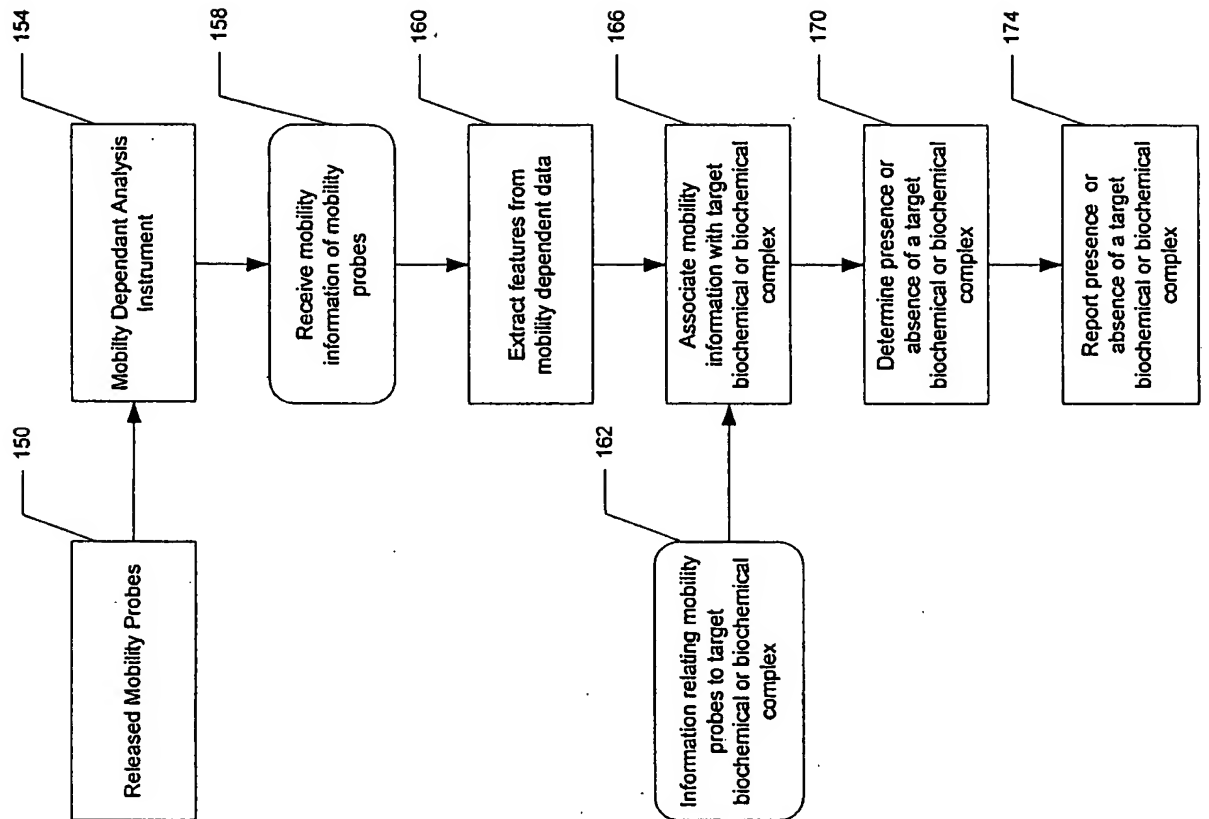 150
Released Mobility Probes
154
Mobilty Dependant Analysis
Instrument
158
Receive mobility
information of mobility
probes
160
Extract features from
mobility dependent data
162
Information relating mobility
probes to target
biochemical or biochemical
complex
166
Associate mobility
information with target
biochemical or biochemical
complex
170
Determine presence or
absence of a target
biochemical or biochemical
complex
174
Report presence or
absence of a target
biochemical or biochemical
complex